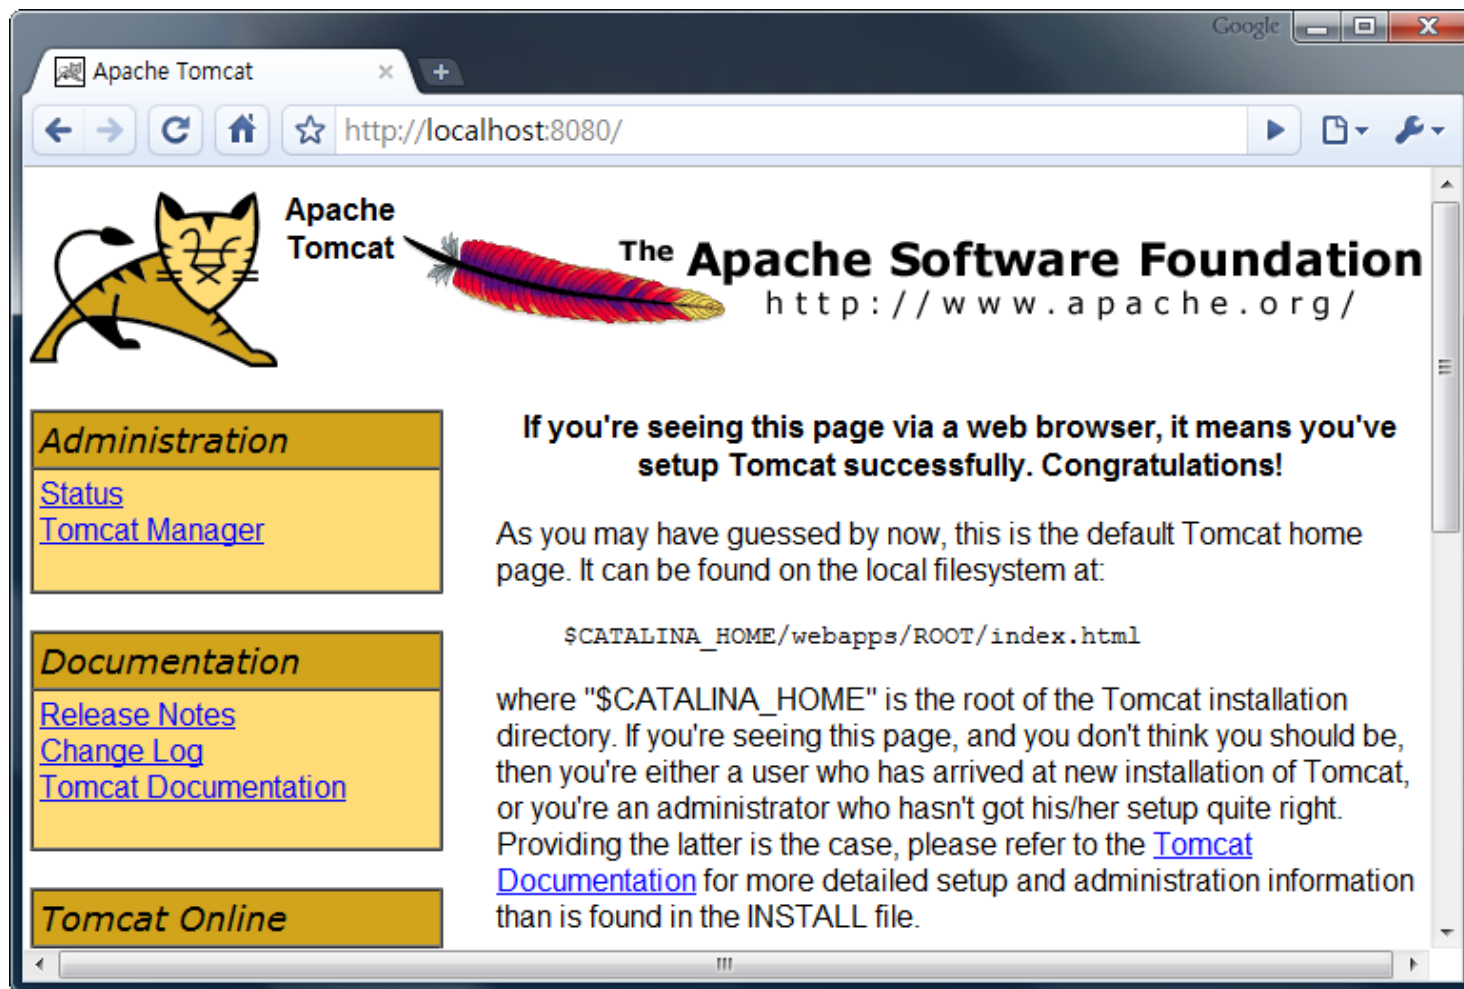 Google
Apache Tomcat
http://localhost:8080/
Apache
Tomcat
The Apache Software Foundation
http://www.apache.org/
Administration
Status
Tomcat Manager
Documentation
Release Notes
Change Log
Tomcat Documentation
Tomcat Online
If you're seeing this page via a web browser, it means you've
setup Tomcat successfully. Congratulations!
As you may have guessed by now, this is the default Tomcat home
page. It can be found on the local filesystem at:
$CATALINA_HOME/webapps/ROOT/index.html
where "$CATALINA_HOME" is the root of the Tomcat installation
directory. If you're seeing this page, and you don't think you should be,
then you're either a user who has arrived at new installation of Tomcat,
or you're an administrator who hasn't got his/her setup quite right.
Providing the latter is the case, please refer to the Tomcat
Documentation for more detailed setup and administration information
than is found in the INSTALL file.